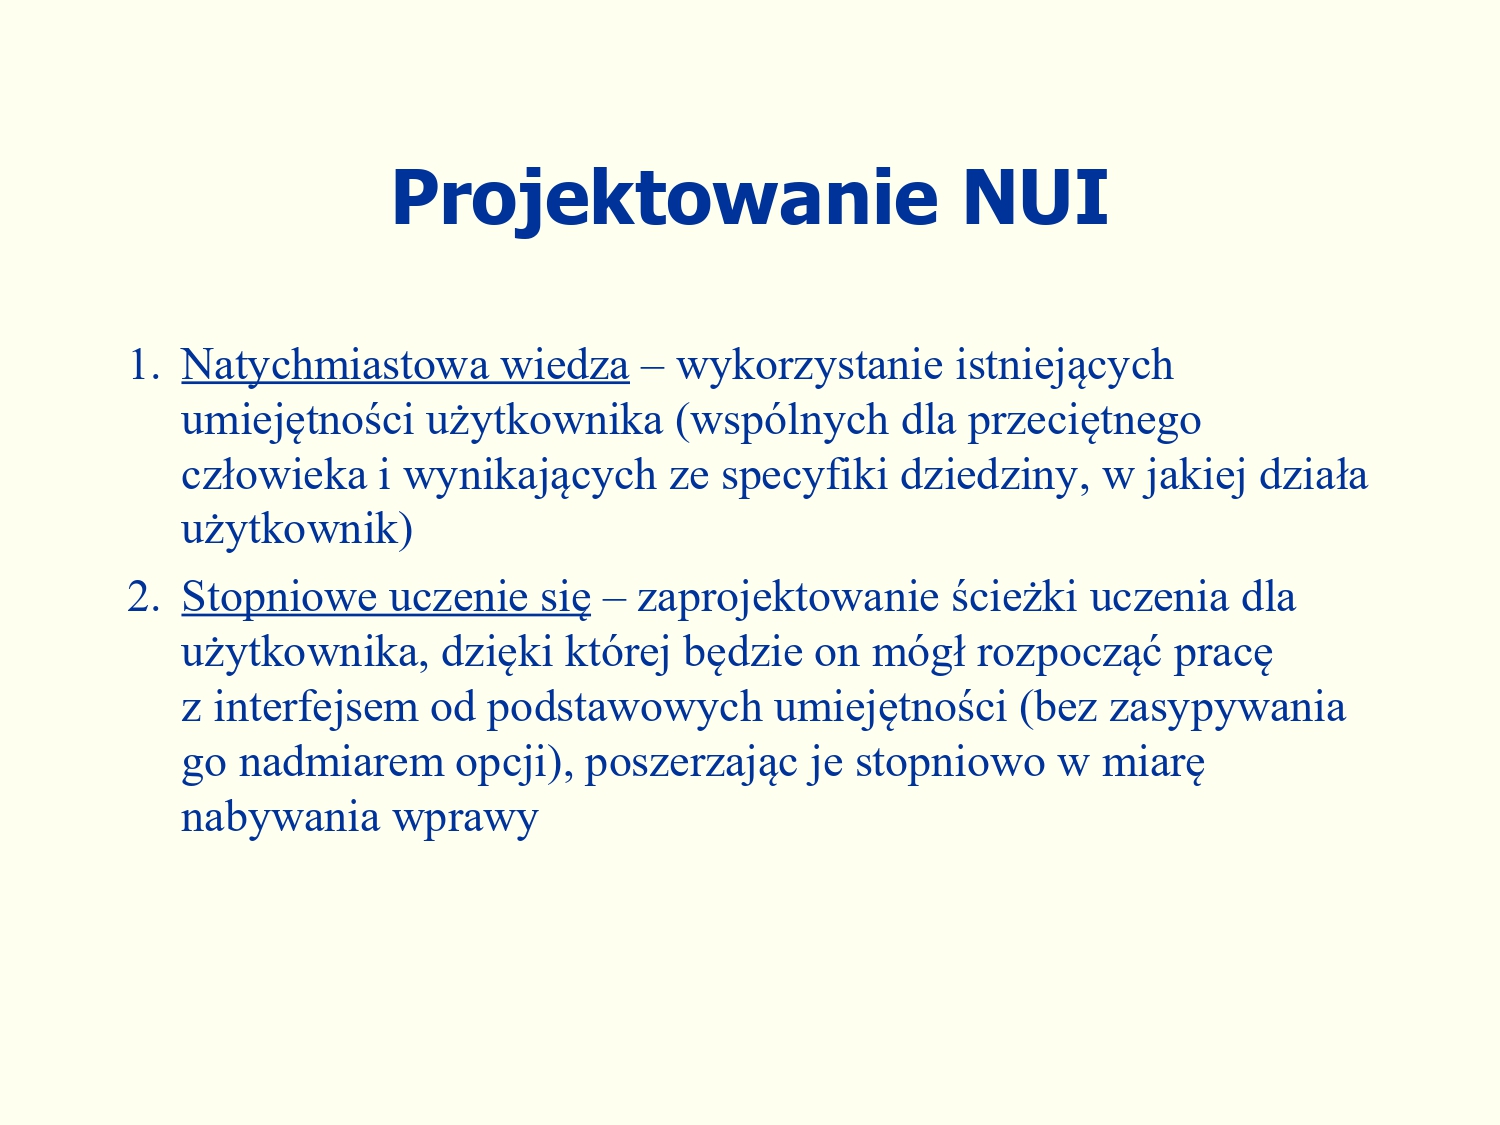 Projektowanie NUI
1. Natychmiastowa wiedza – wykorzystanie istniejących
umiejętności użytkownika (wspólnych dla przeciętnego
człowieka i wynikających ze specyfiki dziedziny, w jakiej działa
użytkownik)
2. Stopniowe uczenie się – zaprojektowanie ścieżki uczenia dla
użytkownika, dzięki której będzie on mógł rozpocząć pracę
z interfejsem od podstawowych umiejętności (bez zasypywania
go nadmiarem opcji), poszerzając je stopniowo w miarę
nabywania wprawy